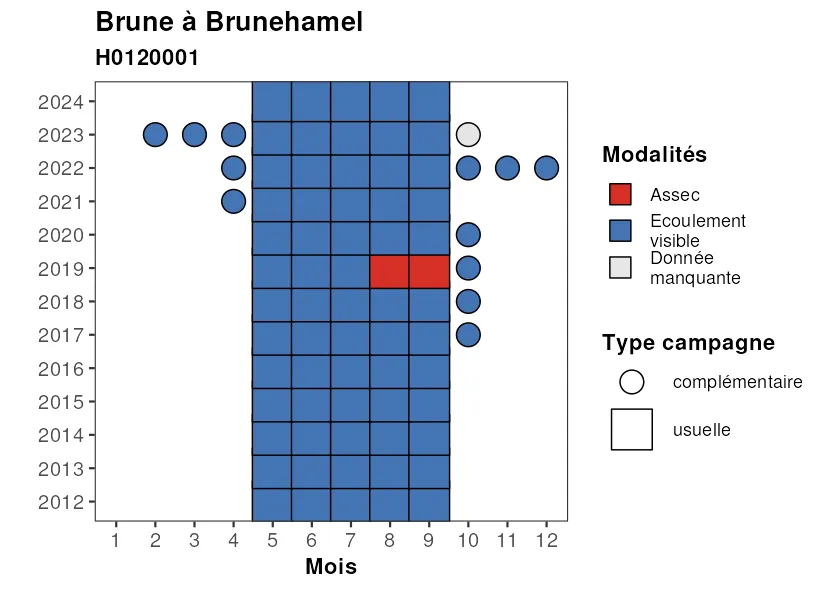 Brune à Brunehamel
H0120001
2024
2023
2022
2021
2020
2019
2018
2017
2016
2015
2014
2013
2012
1 2 3 4 5 6 7 8 9 10 11 12
Mois
Modalités
Assec
Ecoulement
visible
Donnée
manquante
Type campagne
complémentaire
usuelle